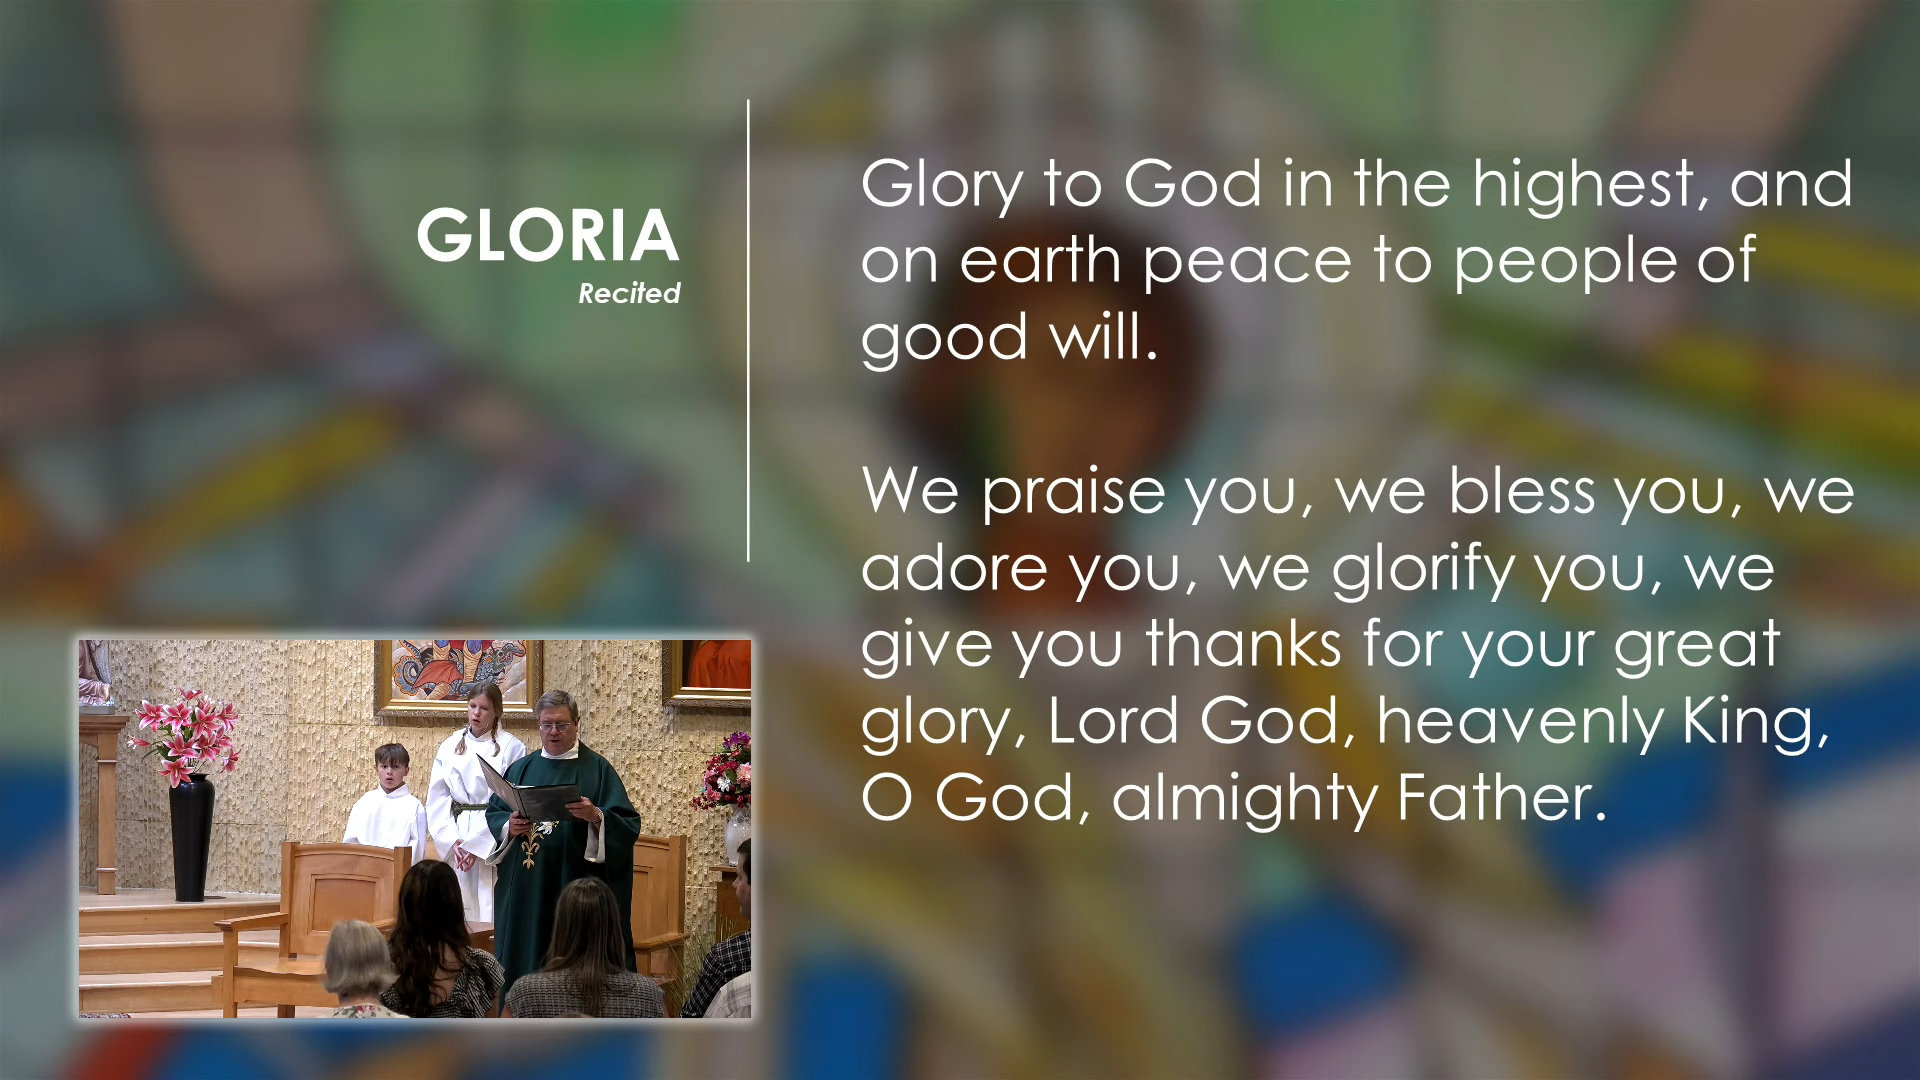 GLORIA
Recited
Glory to God in the highest, and
on earth peace to people of
good will.
We praise you, we bless you, we
adore you, we glorify you, we
give you thanks for your great
glory, Lord God, heavenly King,
O God, almighty Father.